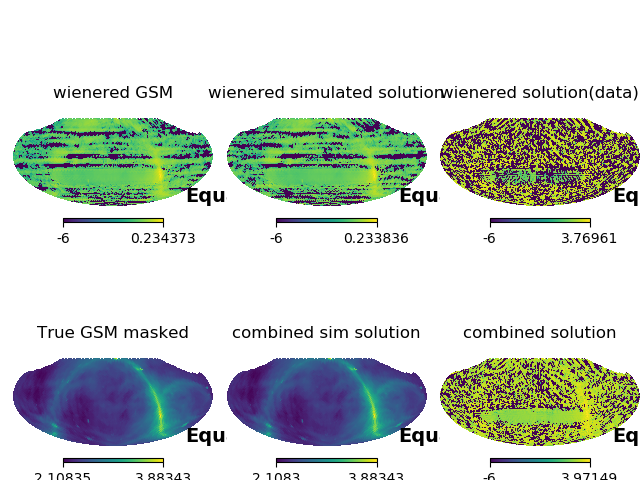 wienered GSM
wienered simulated solution
wienered solution(data)
Equ
Equ
Eq
-6 0.234373
-6 0.233836
-6 3.76961
True GSM masked
combined sim solution
combined solution
Equ
Equ
Eq
2.10835 3.88343
2.1083 3.88343
-6 3.97149